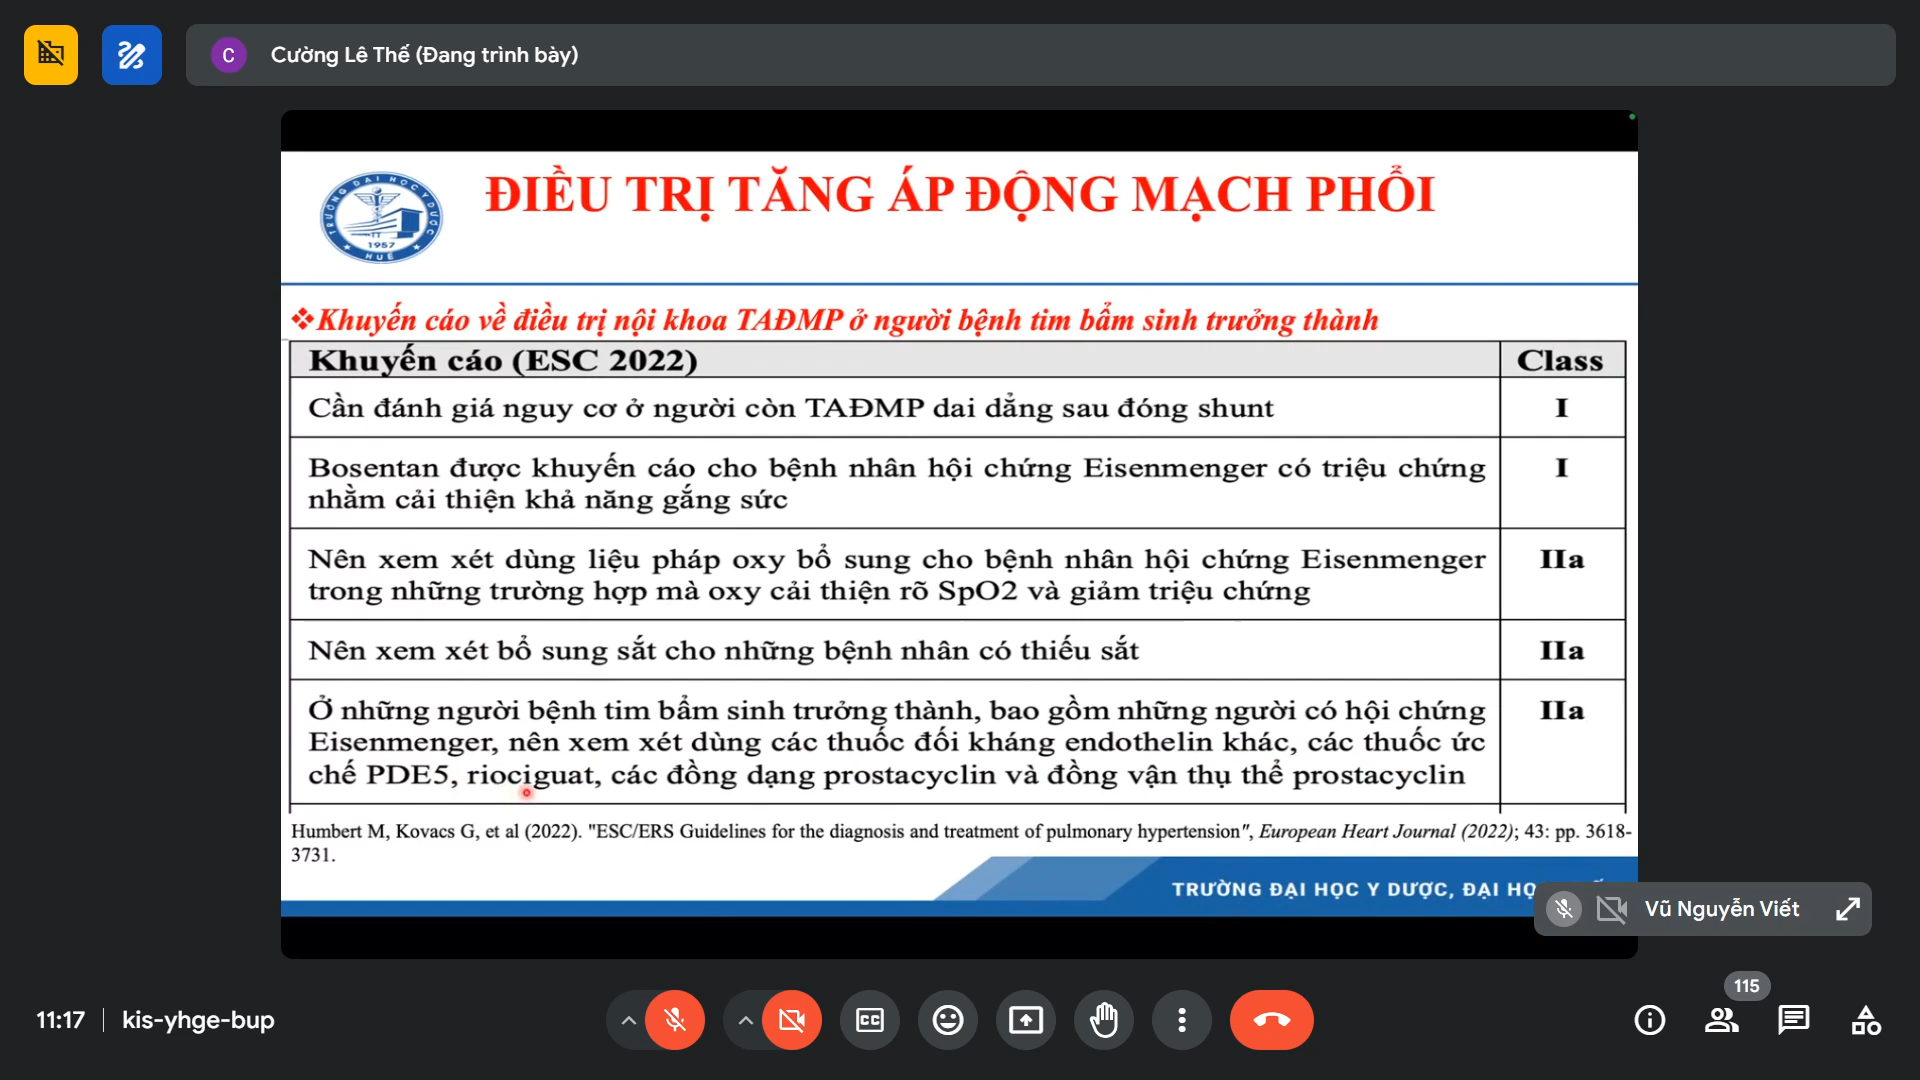 C Cường Lê Thế (Đang trình bày)
TRƯỜNG ĐẠI HỌC Y DƯỢC
1957
HUẾ
ĐIỀU TRỊ TĂNG ÁP ĐỘNG MẠCH PHỔI
❖Khuyến cáo về điều trị nội khoa TAĐMP ở người bệnh tim bẩm sinh trưởng thành
Khuyến cáo (ESC 2022) Class
Cần đánh giá nguy cơ ở người còn TAĐMP dai dẳng sau đóng shunt I
Bosentan được khuyến cáo cho bệnh nhân hội chứng Eisenmenger có triệu chứng I
nhằm cải thiện khả năng gắng sức
Nên xem xét dùng liệu pháp oxy bổ sung cho bệnh nhân hội chứng Eisenmenger IIa
trong những trường hợp mà oxy cải thiện rõ SpO2 và giảm triệu chứng
Nên xem xét bổ sung sắt cho những bệnh nhân có thiếu sắt IIa
Ở những người bệnh tim bẩm sinh trưởng thành, bao gồm những người có hội chứng IIa
Eisenmenger, nên xem xét dùng các thuốc đối kháng endothelin khác, các thuốc ức
chế PDE5, riociguat, các đồng dạng prostacyclin và đồng vận thụ thể prostacyclin
Humbert M, Kovacs G, et al (2022). "ESC/ERS Guidelines for the diagnosis and treatment of pulmonary hypertension", European Heart Journal (2022); 43: pp. 3618-
3731.
TRƯỜNG ĐẠI HỌC Y DƯỢC, ĐẠI
Vũ Nguyễn Viết
115
11:17 kis-yhge-bup
CC